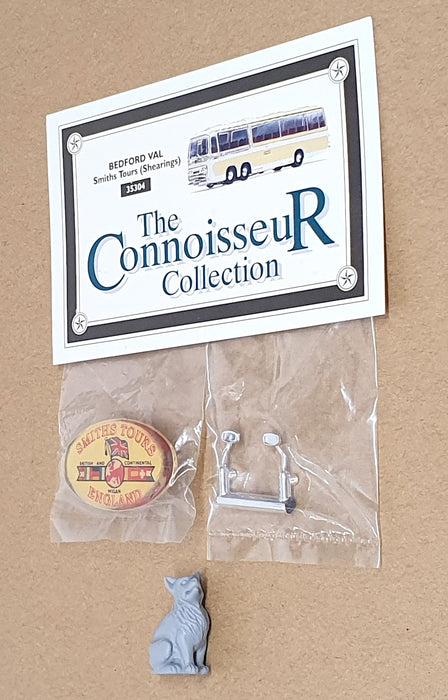 BEDFORD VAL
Smiths Tours (Shearings)
35304
The
ConnoisseuR
Collection
SMITHS TOURS
BRITISH AND CONTINENTAL
WIGAN
ENGLAND